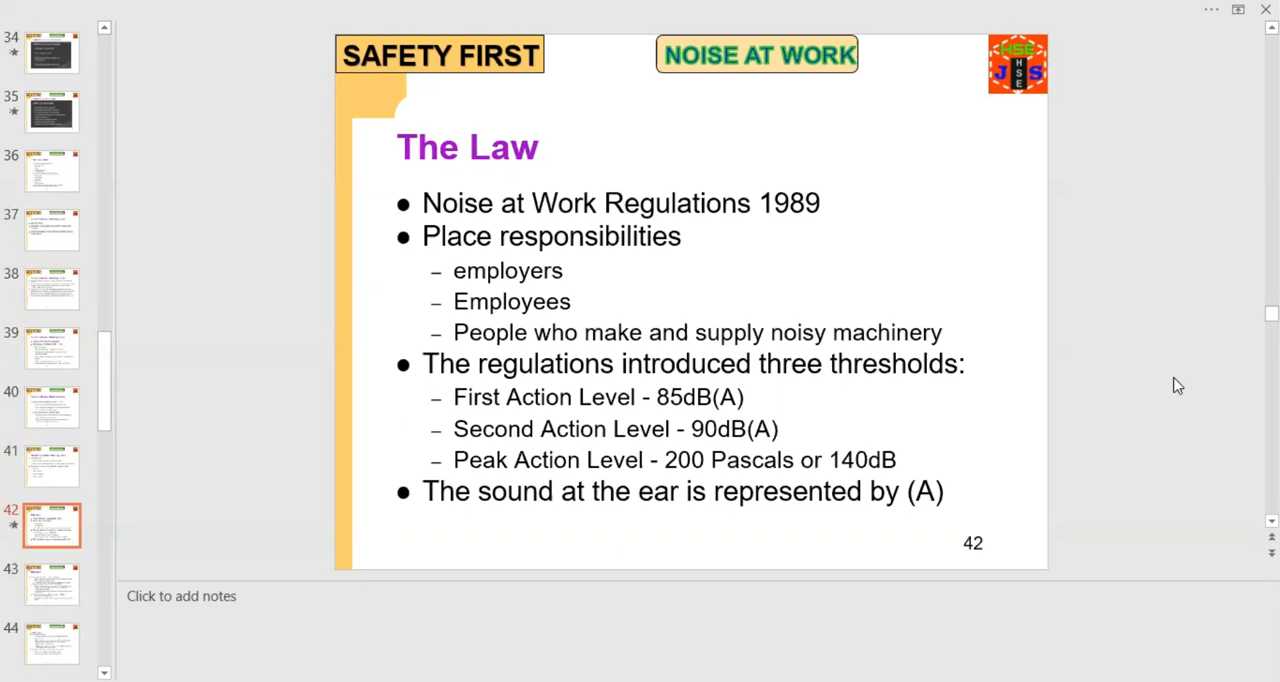 SAFETY FIRST
NOISE AT WORK
HSE
J S
H
S
E
The Law
● Noise at Work Regulations 1989
● Place responsibilities
– employers
– Employees
– People who make and supply noisy machinery
● The regulations introduced three thresholds:
– First Action Level - 85dB(A)
– Second Action Level - 90dB(A)
– Peak Action Level - 200 Pascals or 140dB
● The sound at the ear is represented by (A)
42
Click to add notes
34
35
36
37
38
39
40
41
42
43
44